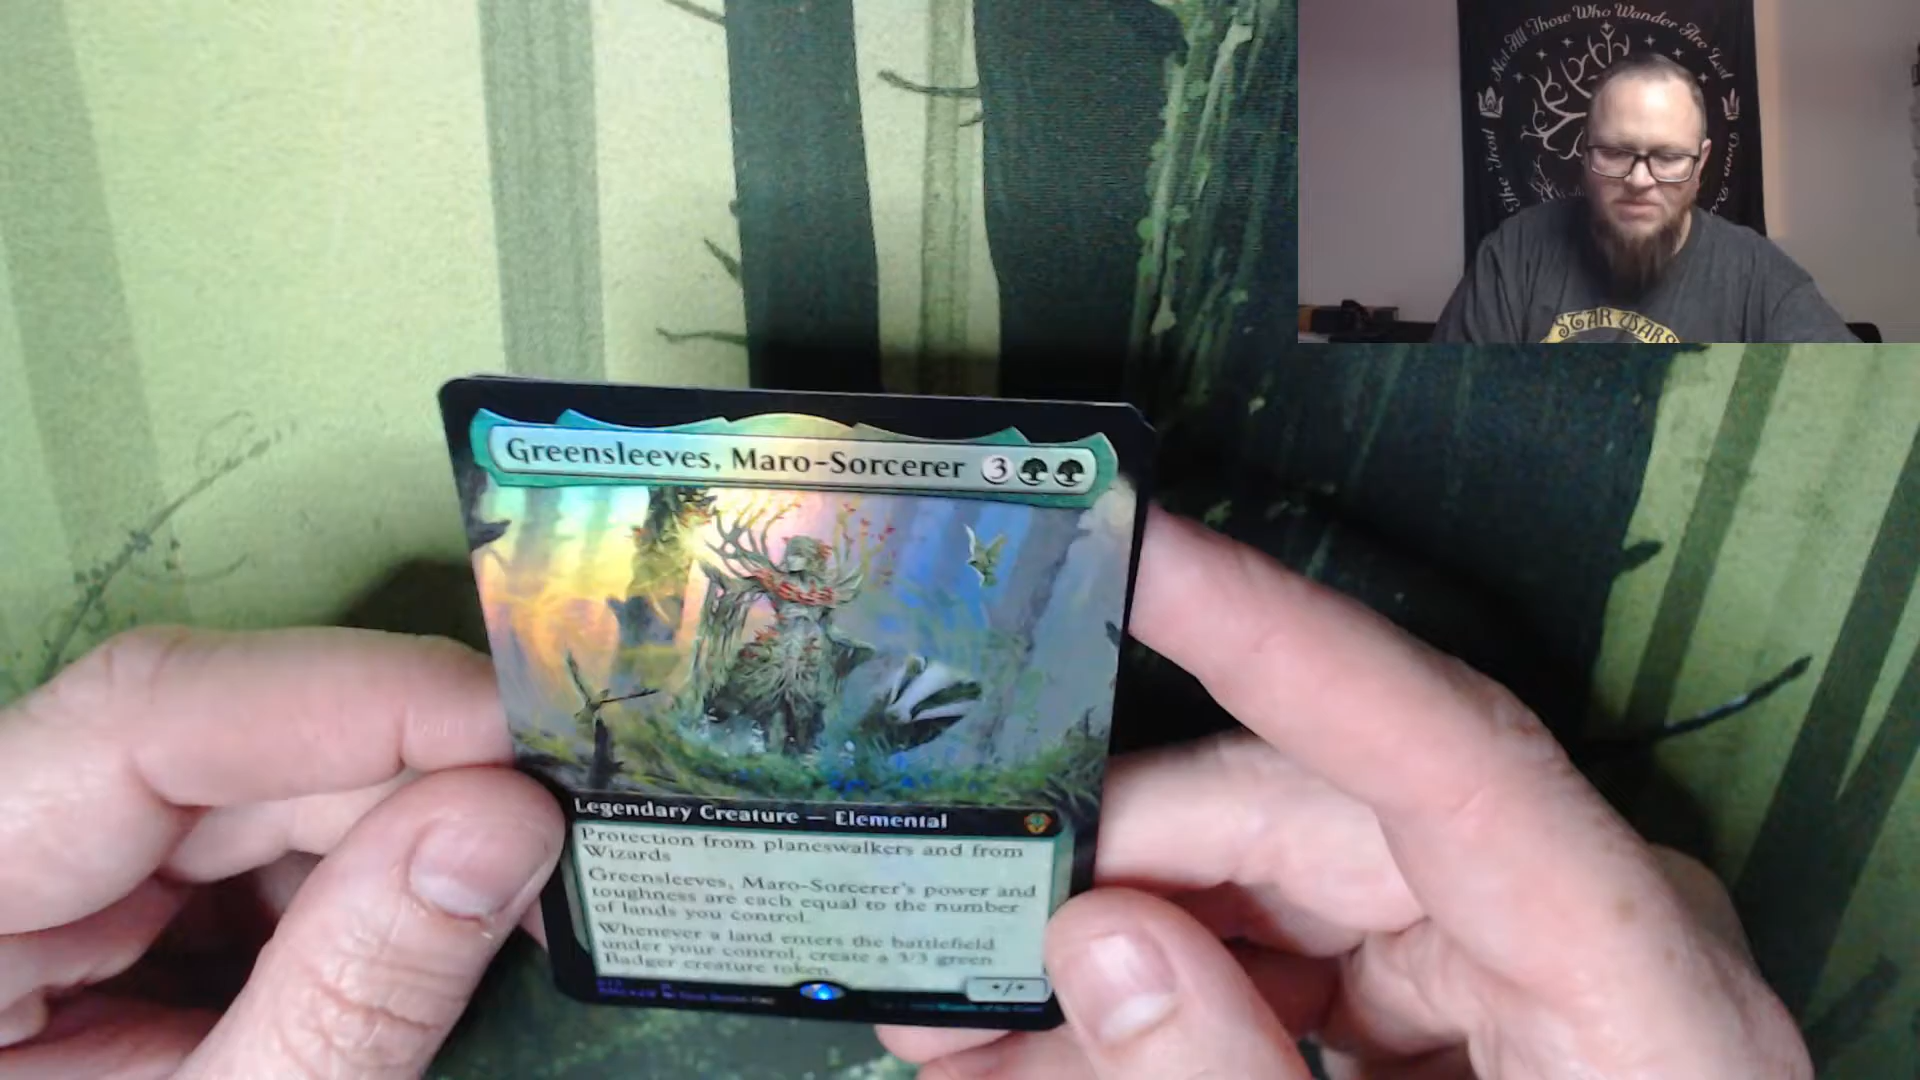 Not All Those Who Wander Are Lost
STAR WARS
Greensleeves, Maro-Sorcerer 3
Legendary Creature — Elemental
Protection from planeswalkers and from
Wizards
Greensleeves, Maro-Sorcerer's power and
toughness are each equal to the number
of lands you control.
Whenever a land enters the battlefield
under your control, create a 3/3 green
Badger creature token.
*/*